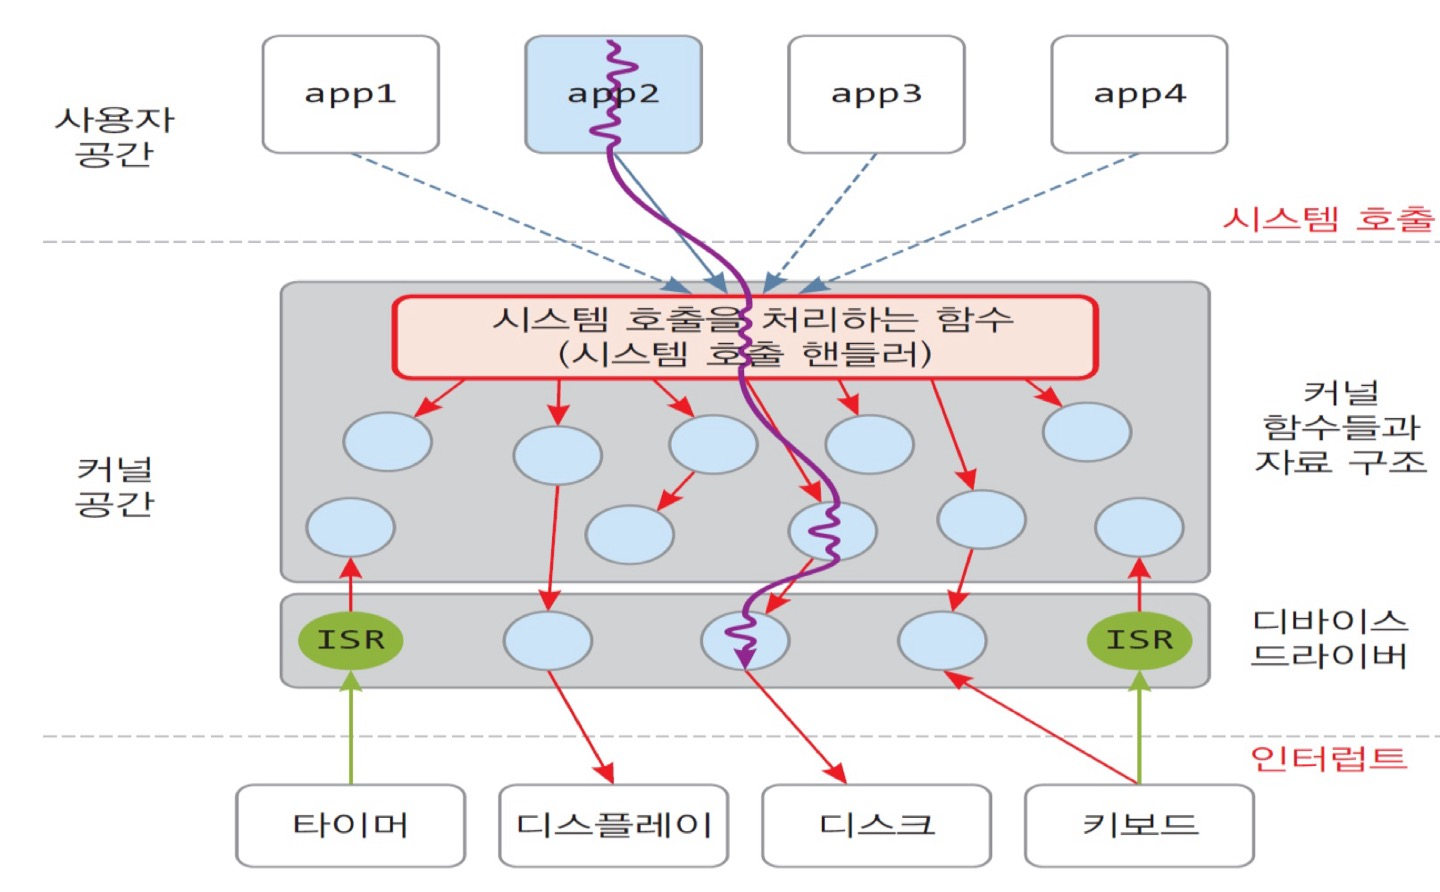 app1
app2
app3
app4
사용자
공간
시스템 호출
시스템 호출을 처리하는 함수
(시스템 호출 핸들러)
커널
함수들과
자료 구조
커널
공간
ISR
ISR
디바이스
드라이버
인터럽트
타이머
디스플레이
디스크
키보드